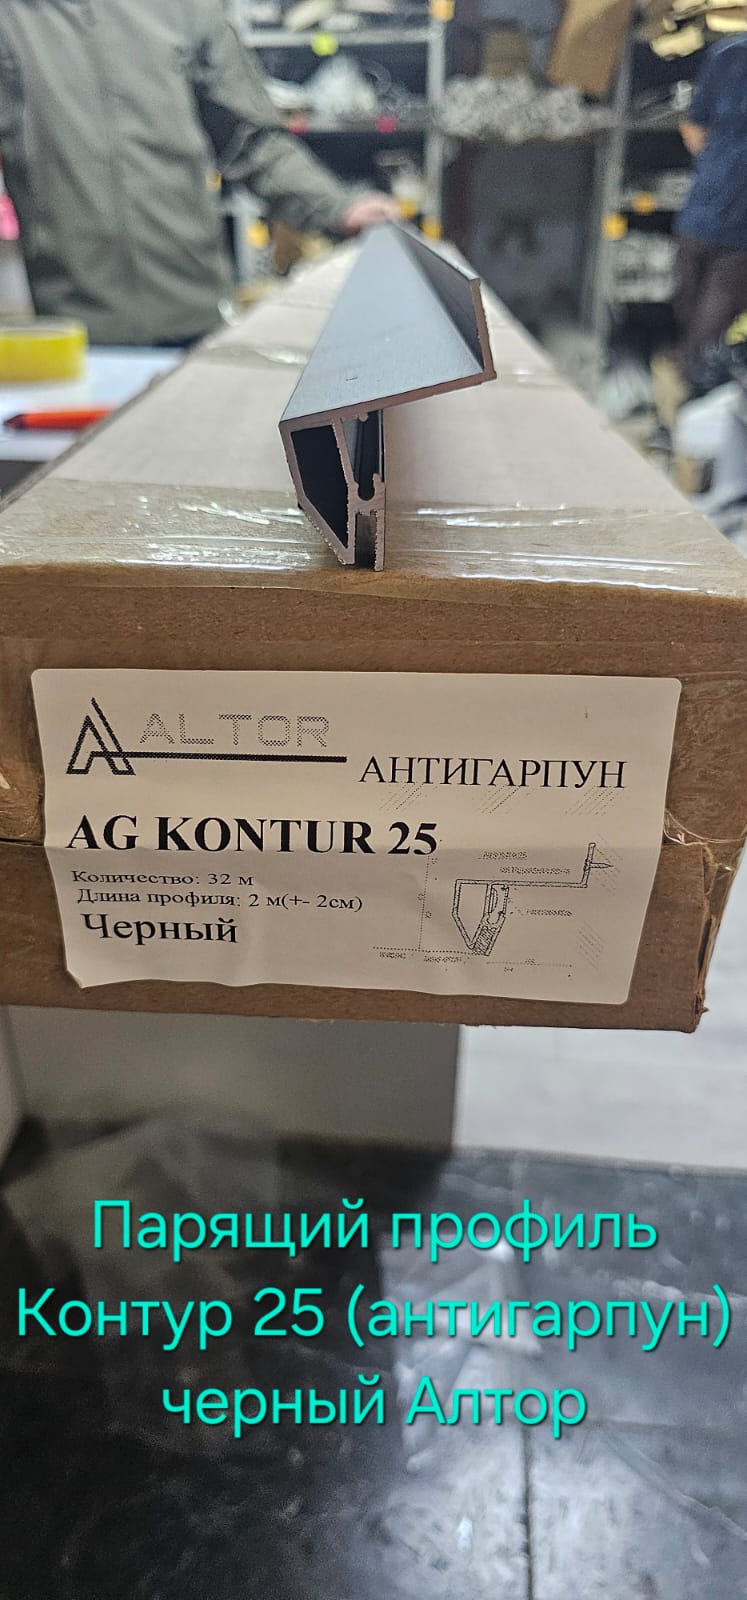 ALTOR
АНТИГАРПУН
AG KONTUR 25
Количество: 32 м
Длина профиля: 2 м(+- 2см)
Черный
Парящий профиль
Контур 25 (антигарпун)
черный Алтор